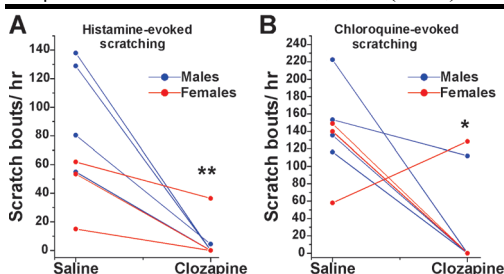 A
Histamine-evoked
scratching
Scratch bouts/ hr
140
120
100
80
60
40
20
0
Males
Females
**
Saline
Clozapine
B
Chloroquine-evoked
scratching
Scratch bouts/ hr
240
220
200
180
160
140
120
100
80
60
40
20
0
Males
Females
*
Saline
Clozapine